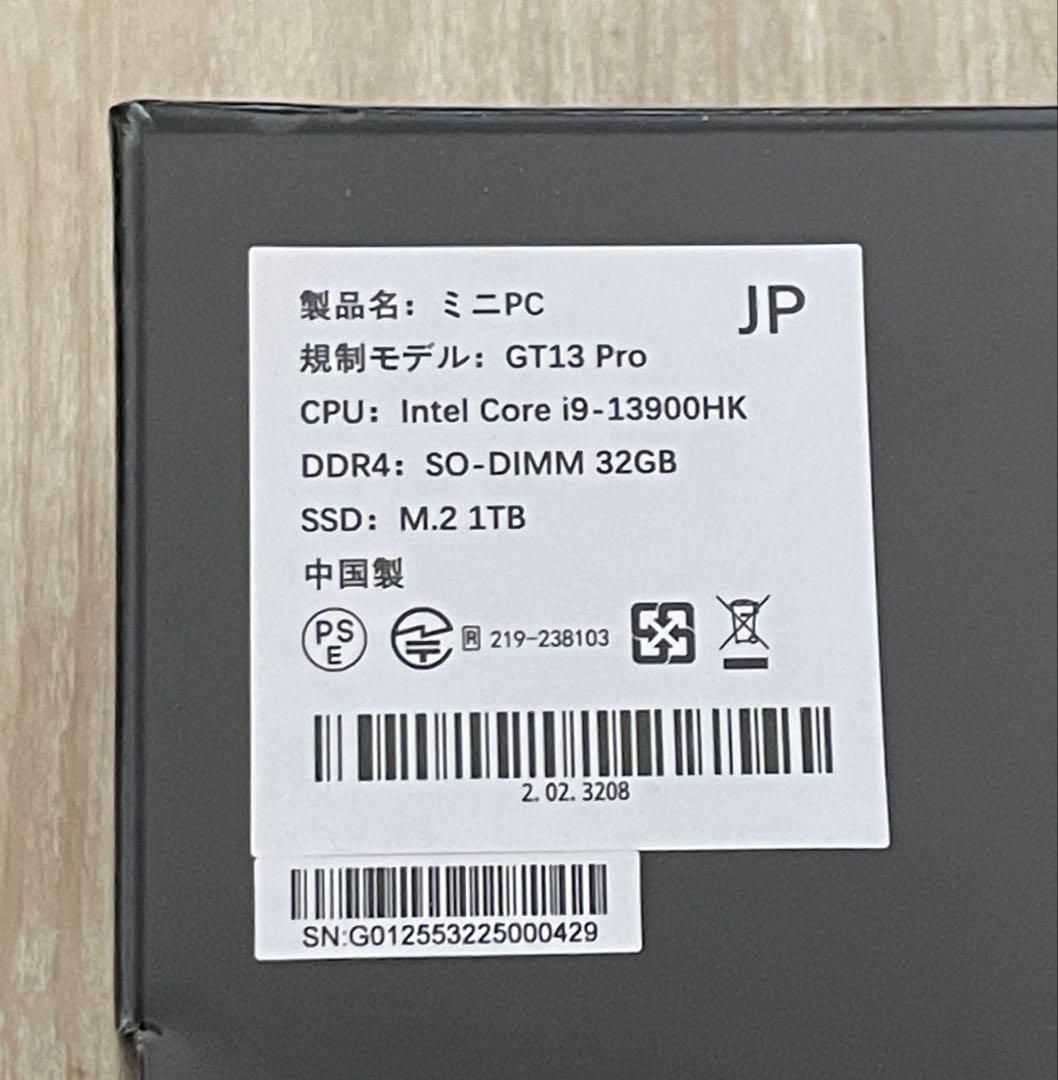 製品名：ミニPC
JP
規制モデル：GT13 Pro
CPU：Intel Core i9-13900HK
DDR4：SO-DIMM 32GB
SSD：M.2 1TB
中国製
PS
E
R 219-238103
2. 02. 3208
SN:G012553225000429